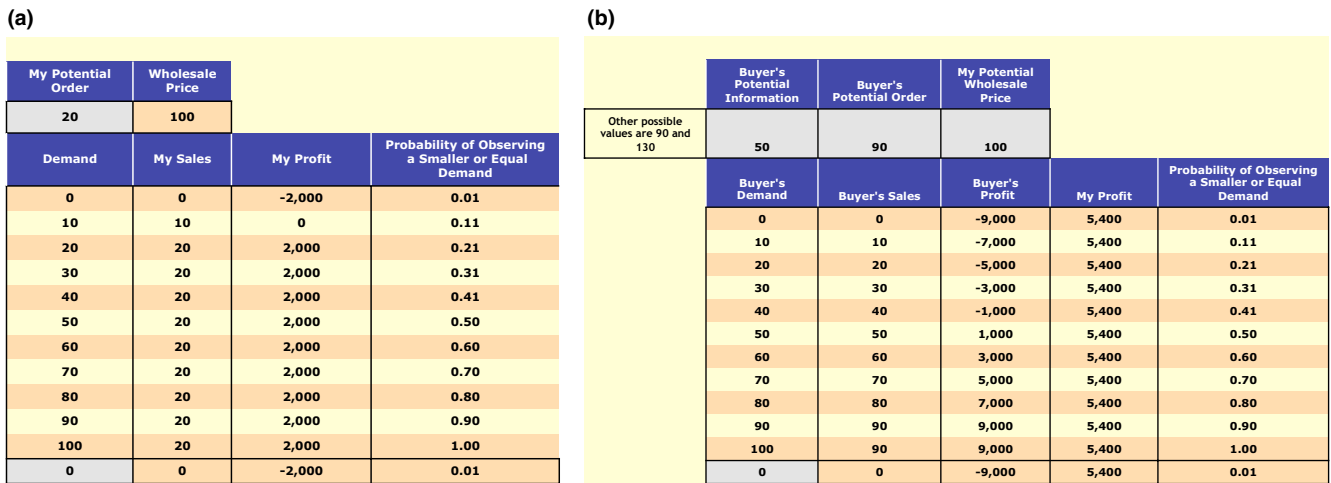 (a)
My Potential Order Wholesale Price
20 100
Demand My Sales My Profit Probability of Observing a Smaller or Equal Demand
0 0 -2,000 0.01
10 10 0 0.11
20 20 2,000 0.21
30 20 2,000 0.31
40 20 2,000 0.41
50 20 2,000 0.50
60 20 2,000 0.60
70 20 2,000 0.70
80 20 2,000 0.80
90 20 2,000 0.90
100 20 2,000 1.00
0 0 -2,000 0.01
(b)
Buyer's Potential Information Buyer's Potential Order My Potential Wholesale Price
Other possible values are 90 and 130 50 90 100
Buyer's Demand Buyer's Sales Buyer's Profit My Profit Probability of Observing a Smaller or Equal Demand
0 0 -9,000 5,400 0.01
10 10 -7,000 5,400 0.11
20 20 -5,000 5,400 0.21
30 30 -3,000 5,400 0.31
40 40 -1,000 5,400 0.41
50 50 1,000 5,400 0.50
60 60 3,000 5,400 0.60
70 70 5,000 5,400 0.70
80 80 7,000 5,400 0.80
90 90 9,000 5,400 0.90
100 90 9,000 5,400 1.00
0 0 -9,000 5,400 0.01